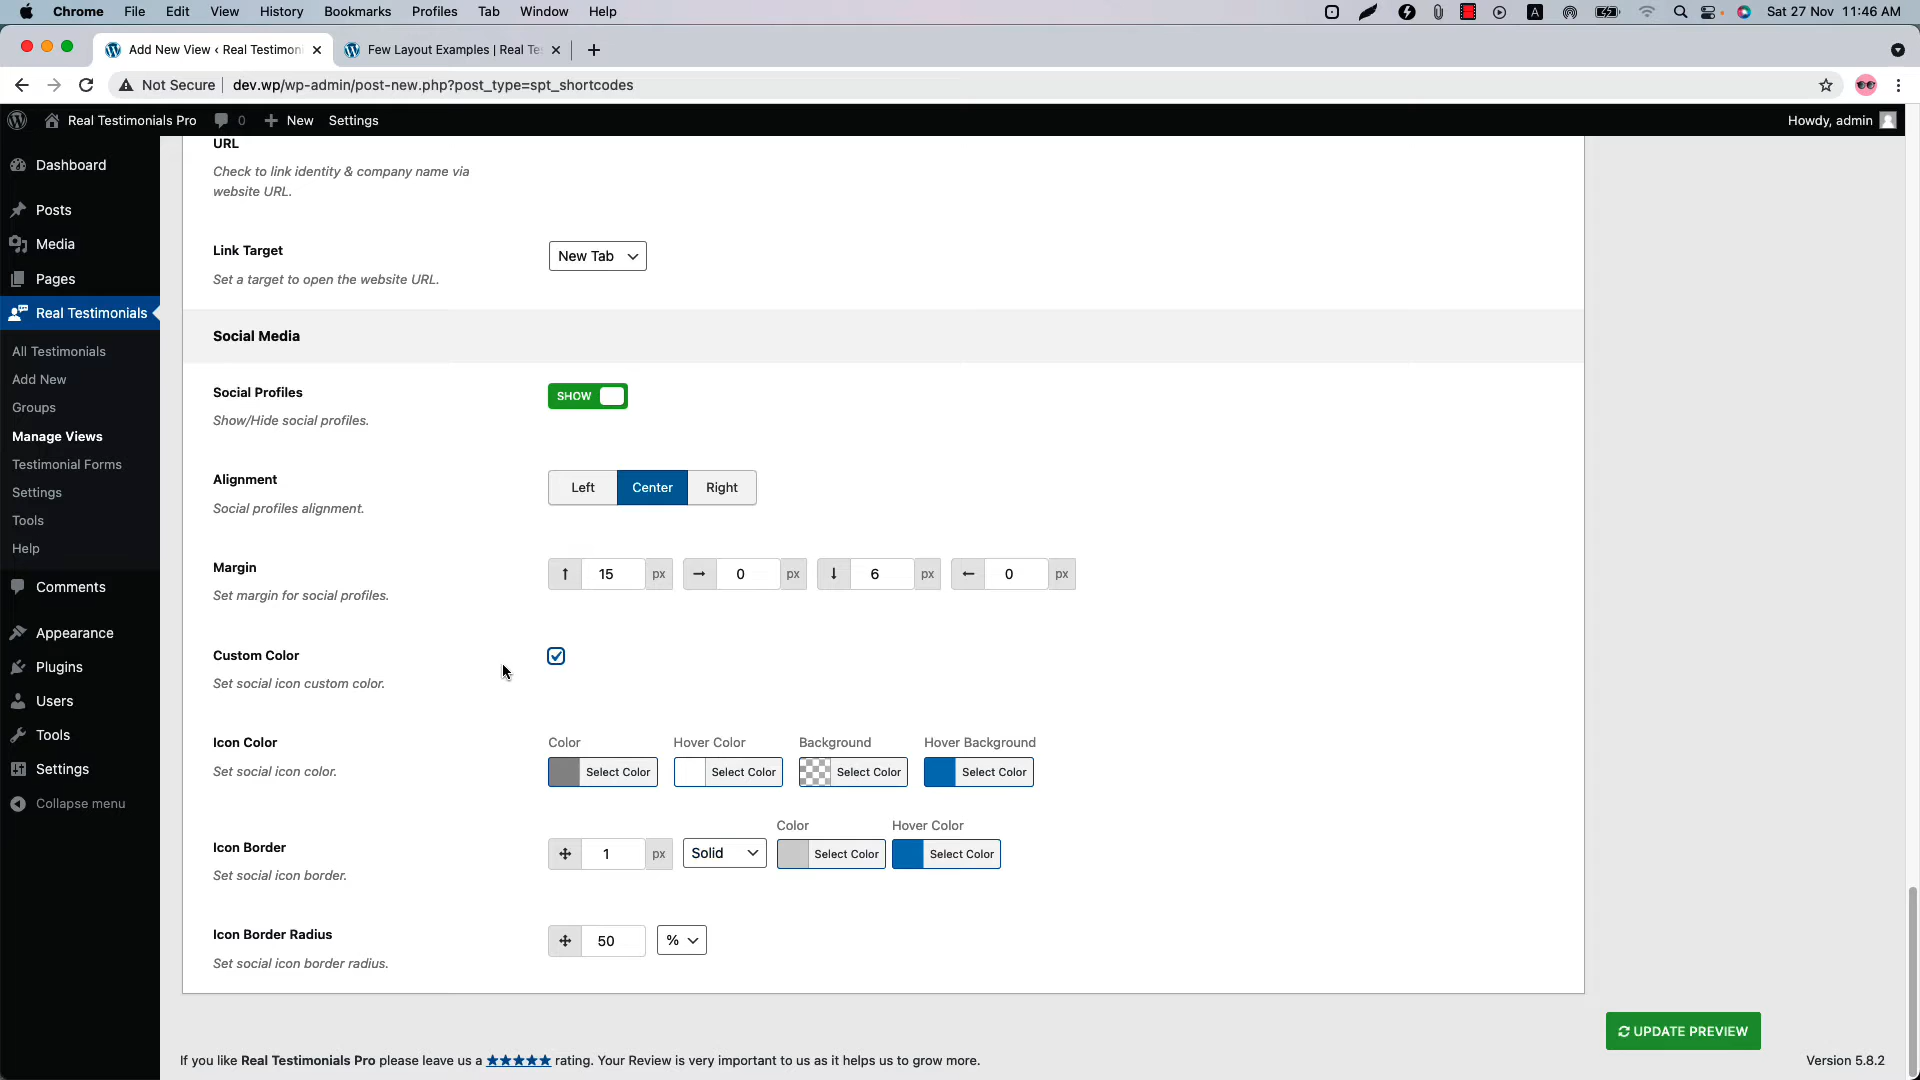 Chrome File Edit View History Bookmarks Profiles Tab Window Help
A Sat 27 Nov 11:46 AM
Add New View ‹ Real Testimon
Few Layout Examples | Real Te
Not Secure dev.wp/wp-admin/post-new.php?post_type=spt_shortcodes
Real Testimonials Pro 0 New Settings Howdy, admin
Dashboard
Posts
Media
Pages
Real Testimonials
All Testimonials
Add New
Groups
Manage Views
Testimonial Forms
Settings
Tools
Help
Comments
Appearance
Plugins
Users
Tools
Settings
Collapse menu
URL
Check to link identity & company name via
website URL.
Link Target
New Tab
Set a target to open the website URL.
Social Media
Social Profiles
SHOW
Show/Hide social profiles.
Alignment
Left Center Right
Social profiles alignment.
Margin
15 px 0 px 6 px 0 px
Set margin for social profiles.
Custom Color
Set social icon custom color.
Icon Color
Color Hover Color Background Hover Background
Select Color Select Color Select Color Select Color
Set social icon color.
Color Hover Color
Icon Border
1 px Solid Select Color Select Color
Set social icon border.
Icon Border Radius
50 %
Set social icon border radius.
UPDATE PREVIEW
If you like Real Testimonials Pro please leave us a ★★★★★ rating. Your Review is very important to us as it helps us to grow more.
Version 5.8.2